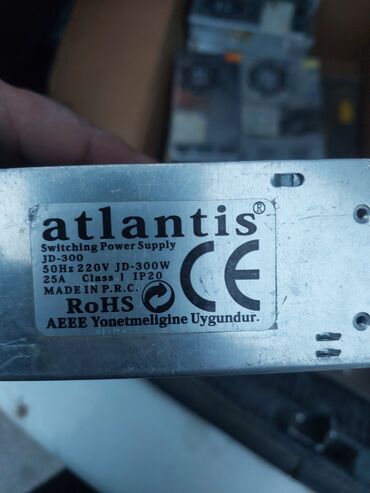 atlantis®
Switching Power Supply
JD-300
50Hz 220V JD-300W
25A Class I IP20
MADE IN P.R.C.
RoHS CE
AEEE Yonetmeligine Uygundur.